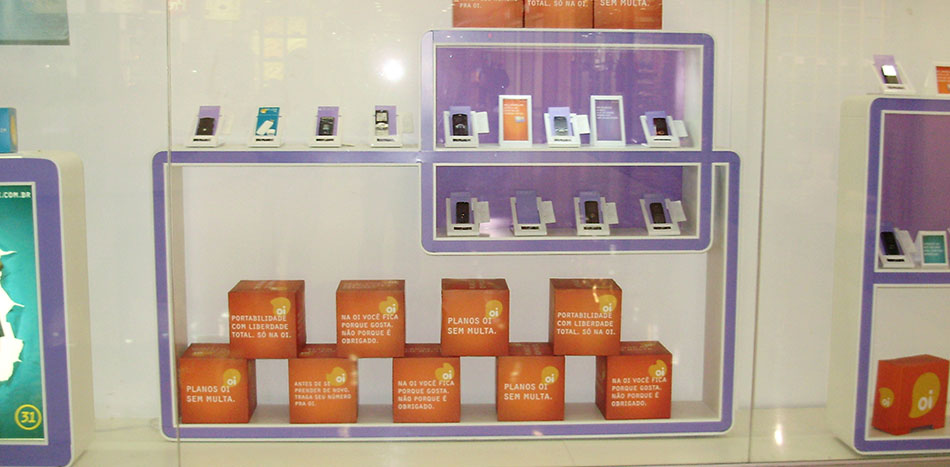 PRA OI.
TOTAL. SÓ NA OI.
SEM MULTA.
.COM.BR
31
oi
PORTABILIDADE
COM LIBERDADE
TOTAL. SÓ NA OI.
oi
NA OI VOCÊ FICA
PORQUE GOSTA.
NÃO PORQUE É
OBRIGADO.
oi
PLANOS OI
SEM MULTA.
oi
PORTABILIDADE
COM LIBERDADE
TOTAL. SÓ NA OI.
oi
PLANOS OI
SEM MULTA.
oi
ANTES DE SE
PRENDER DE NOVO,
TRAGA SEU NÚMERO
PRA OI.
oi
NA OI VOCÊ FICA
PORQUE GOSTA.
NÃO PORQUE É
OBRIGADO.
oi
PLANOS OI
SEM MULTA.
oi
NA OI VOCÊ FICA
PORQUE GOSTA.
NÃO PORQUE É
OBRIGADO.
oi
oi